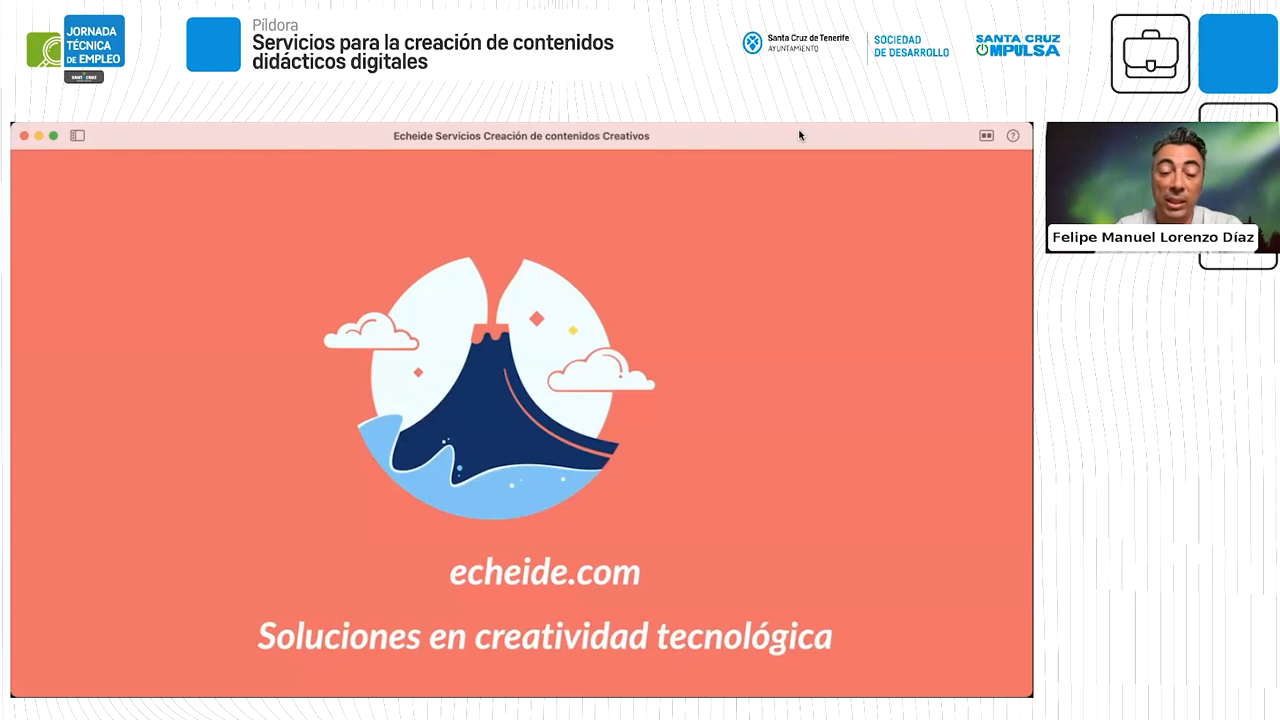 JORNADA
TÉCNICA
DE EMPLEO
Píldora
Servicios para la creación de contenidos
didácticos digitales
Santa Cruz de Tenerife
AYUNTAMIENTO
SOCIEDAD
DE DESARROLLO
SANTA CRUZ
IMPULSA
Echeide Servicios Creación de contenidos Creativos
Felipe Manuel Lorenzo Díaz
echeide.com
Soluciones en creatividad tecnológica